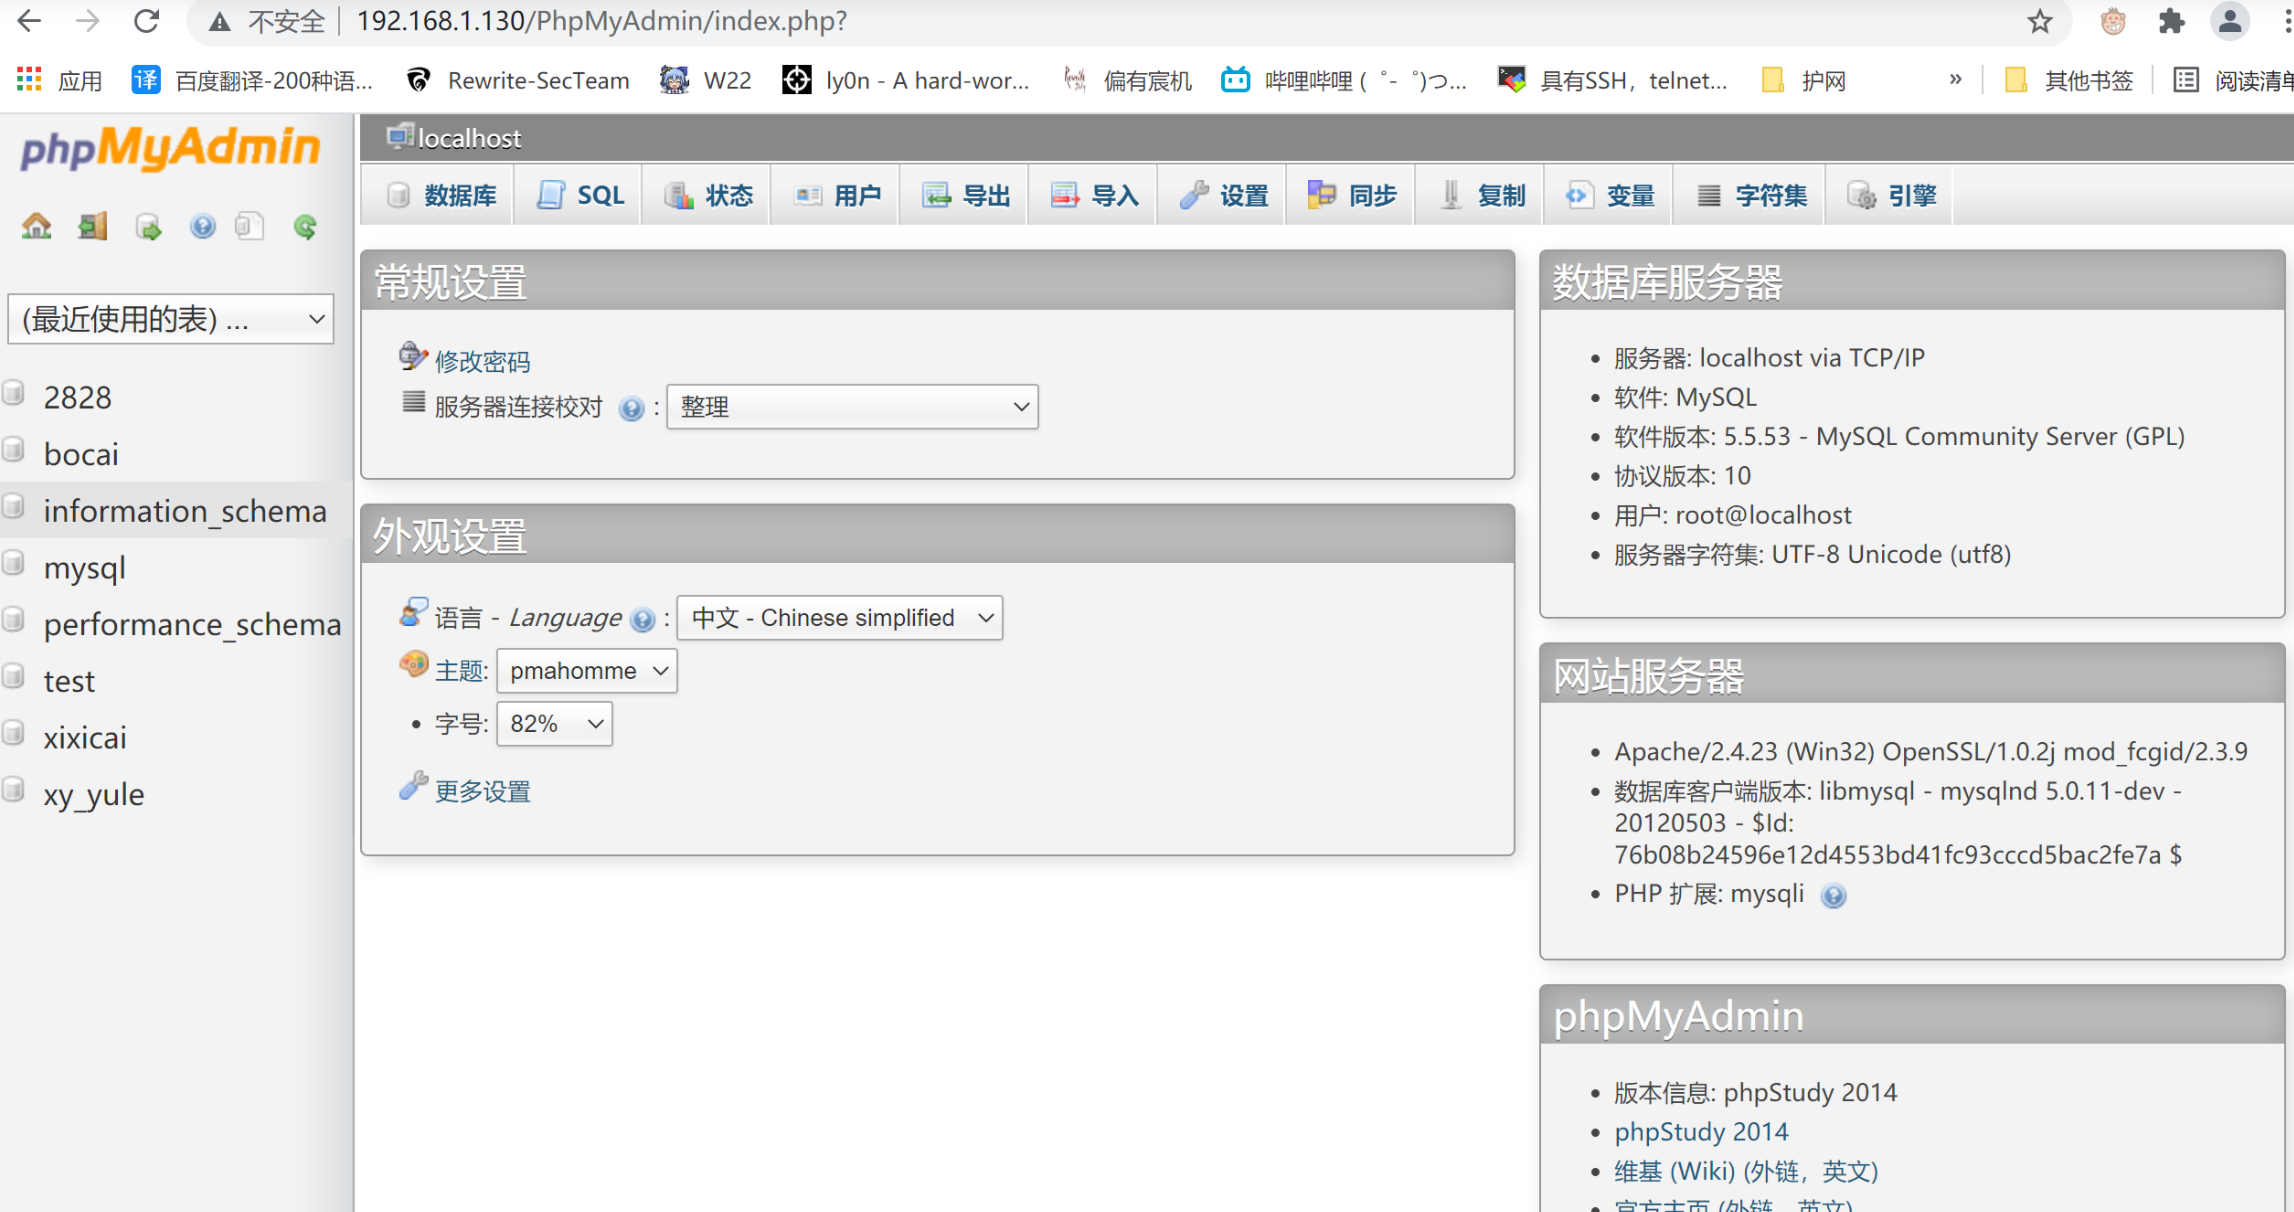 不安全 | 192.168.1.130/PhpMyAdmin/index.php?
应用 译 百度翻译-200种语... Rewrite-SecTeam W22 ly0n - A hard-wor... 偏有宸机 哔哩哔哩 ( ゜- ゜)つ... 具有SSH，telnet... 护网 » 其他书签 阅读清单
phpMyAdmin
(最近使用的表) ...
2828
bocai
information_schema
mysql
performance_schema
test
xixicai
xy_yule
localhost
数据库 SQL 状态 用户 导出 导入 设置 同步 复制 变量 字符集 引擎
常规设置
修改密码
服务器连接校对 : 整理
外观设置
语言 - Language : 中文 - Chinese simplified
主题: pmahomme
• 字号: 82%
更多设置
数据库服务器
• 服务器: localhost via TCP/IP
• 软件: MySQL
• 软件版本: 5.5.53 - MySQL Community Server (GPL)
• 协议版本: 10
• 用户: root@localhost
• 服务器字符集: UTF-8 Unicode (utf8)
网站服务器
• Apache/2.4.23 (Win32) OpenSSL/1.0.2j mod_fcgid/2.3.9
• 数据库客户端版本: libmysql - mysqlnd 5.0.11-dev -
20120503 - $Id:
76b08b24596e12d4553bd41fc93cccd5bac2fe7a $
• PHP 扩展: mysqli
phpMyAdmin
• 版本信息: phpStudy 2014
• phpStudy 2014
• 维基 (Wiki) (外链，英文)
• 官方主页 (外链，英文)